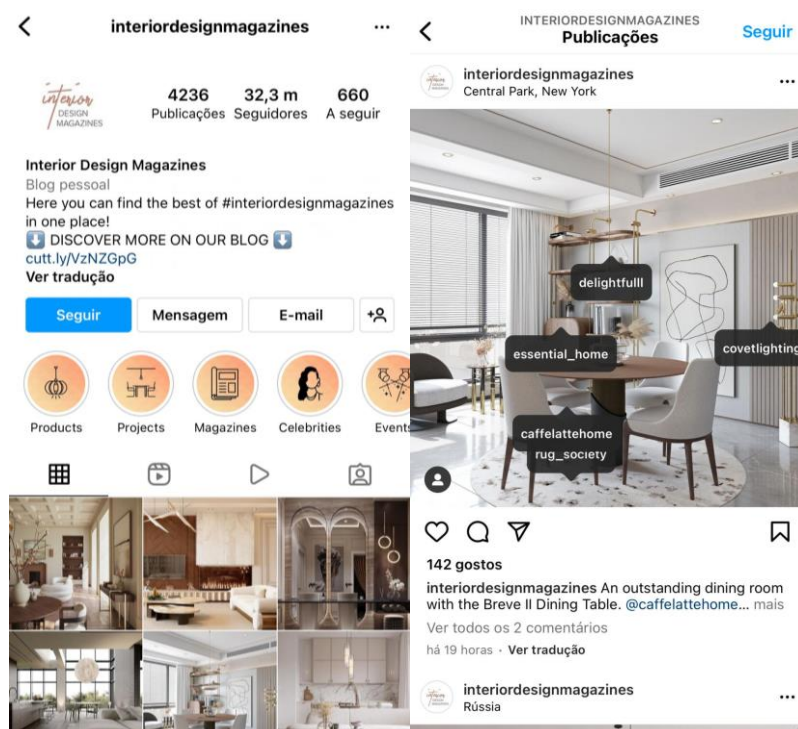 interiordesignmagazines
interior
DESIGN
MAGAZINES
4236
Publicações
32,3 m
Seguidores
660
A seguir
Interior Design Magazines
Blog pessoal
Here you can find the best of #interiordesignmagazines
in one place!
DISCOVER MORE ON OUR BLOG
cutt.ly/VzNZGpG
Ver tradução
Seguir
Mensagem
E-mail
Products
Projects
Magazines
Celebrities
Event
INTERIORDESIGNMAGAZINES
Publicações
Seguir
interiordesignmagazines
Central Park, New York
delightfulll
essential_home
covetlighting
caffelattehome
rug_society
142 gostos
interiordesignmagazines An outstanding dining room
with the Breve II Dining Table. @caffelattehome... mais
Ver todos os 2 comentários
há 19 horas · Ver tradução
interiordesignmagazines
Rússia